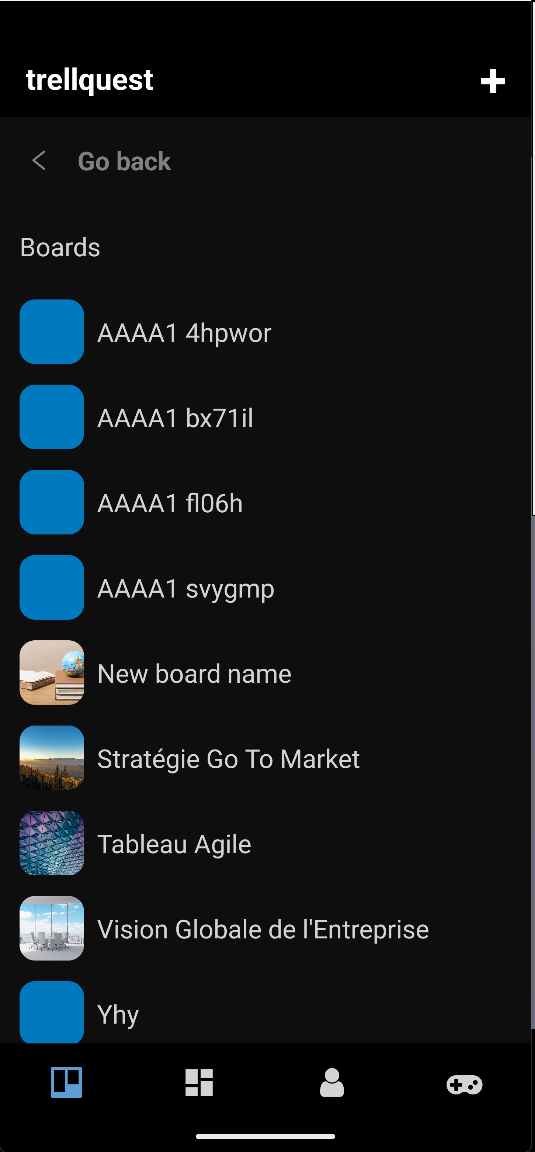 trellquest
Go back
Boards
AAAA1 4hpwor
AAAA1 bx71il
AAAA1 fl06h
AAAA1 svygmp
New board name
Stratégie Go To Market
Tableau Agile
Vision Globale de l'Entreprise
Yhy